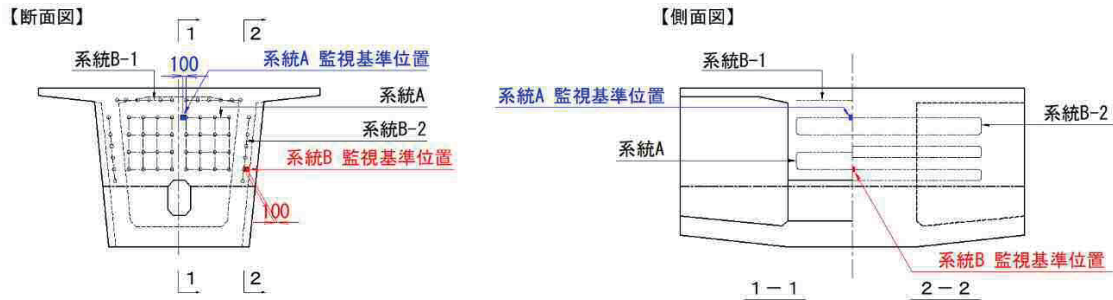 【断面図】
1
2
系統B-1
100
系統A 監視基準位置
系統A
系統B-2
系統B 監視基準位置
100
1
2
【側面図】
系統B-1
系統A 監視基準位置
系統B-2
系統A
系統B 監視基準位置
1-1
2-2